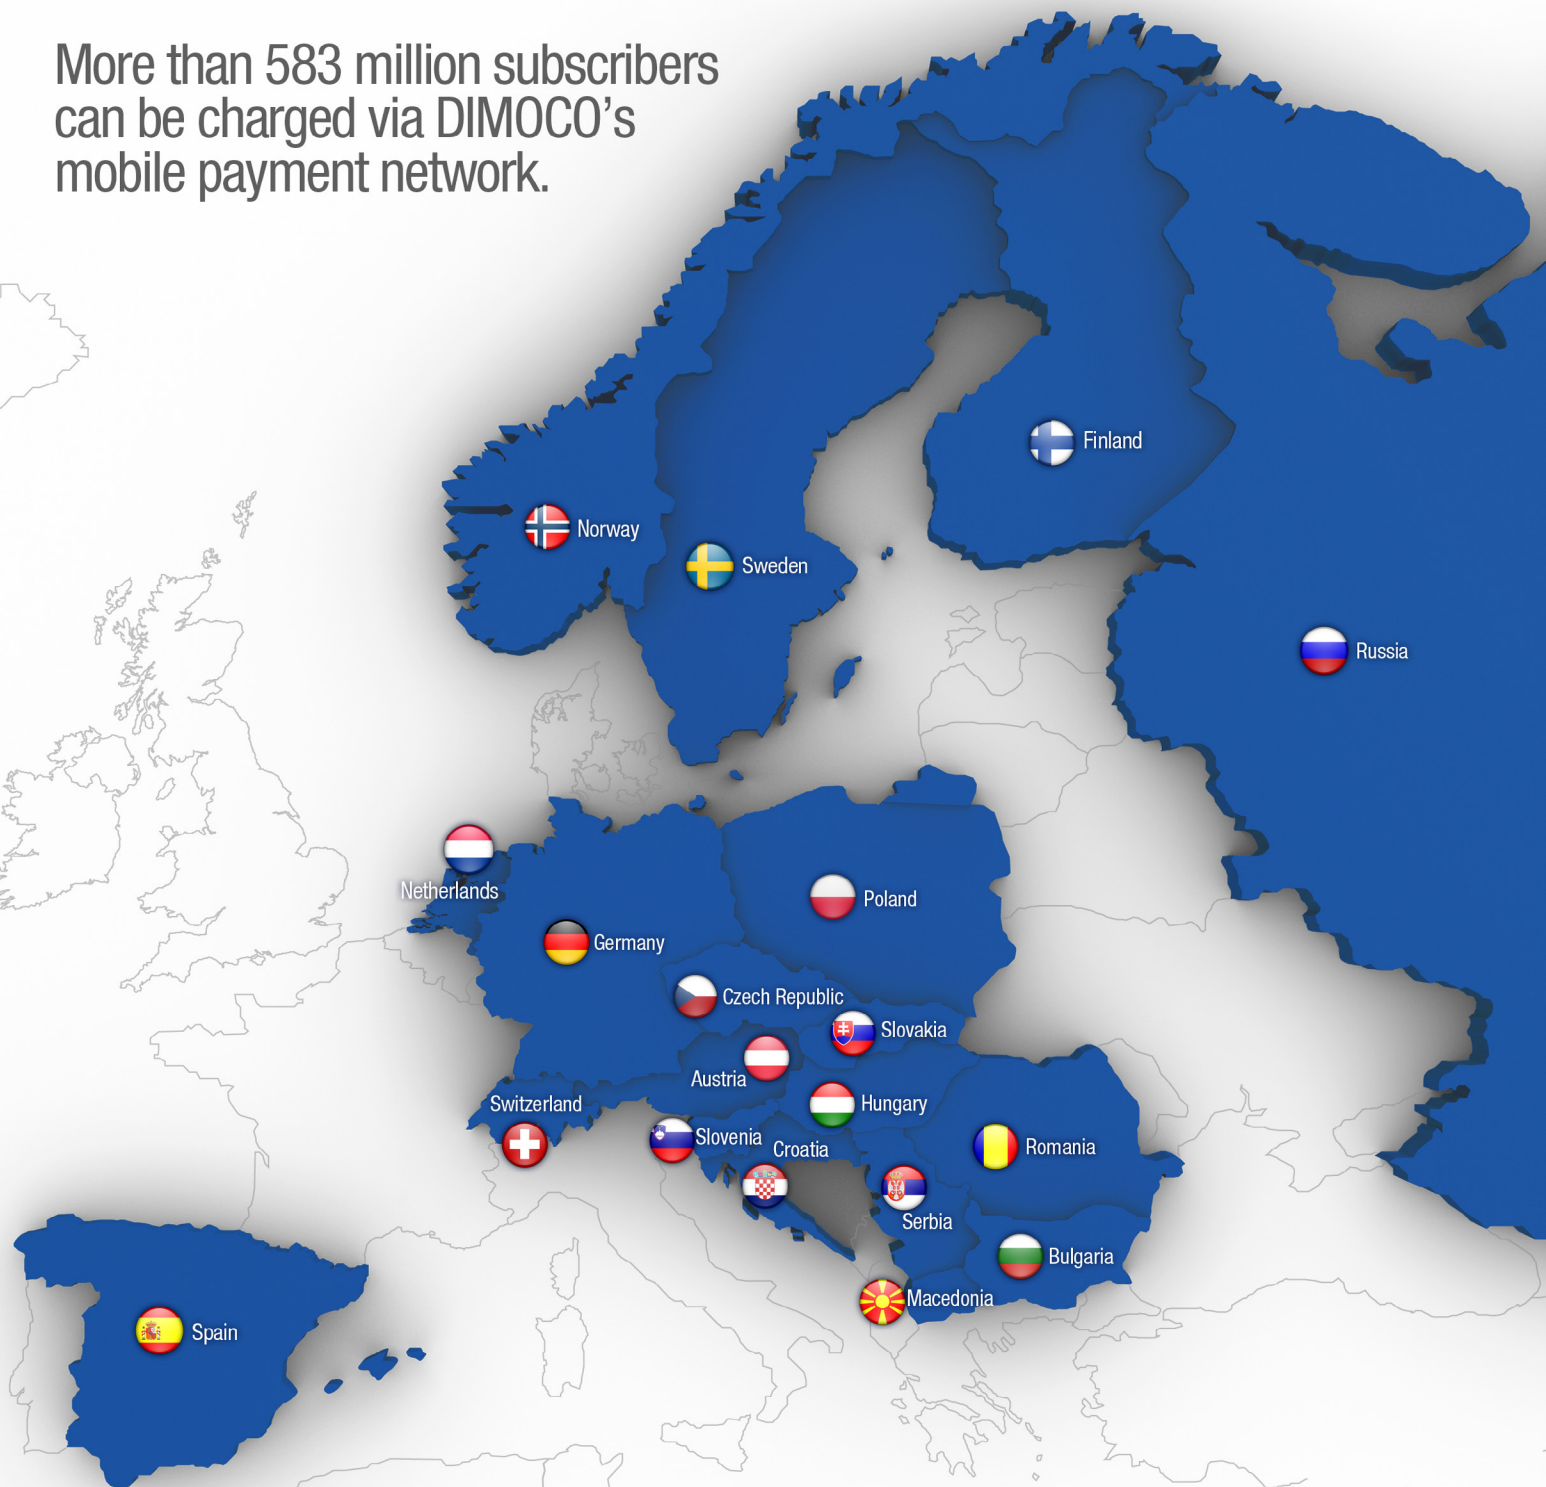 More than 583 million subscribers
can be charged via DIMOCO’s
mobile payment network.
Finland
Norway
Sweden
Russia
Netherlands
Poland
Germany
Czech Republic
Slovakia
Austria
Switzerland
Hungary
Slovenia
Croatia
Romania
Serbia
Bulgaria
Macedonia
Spain